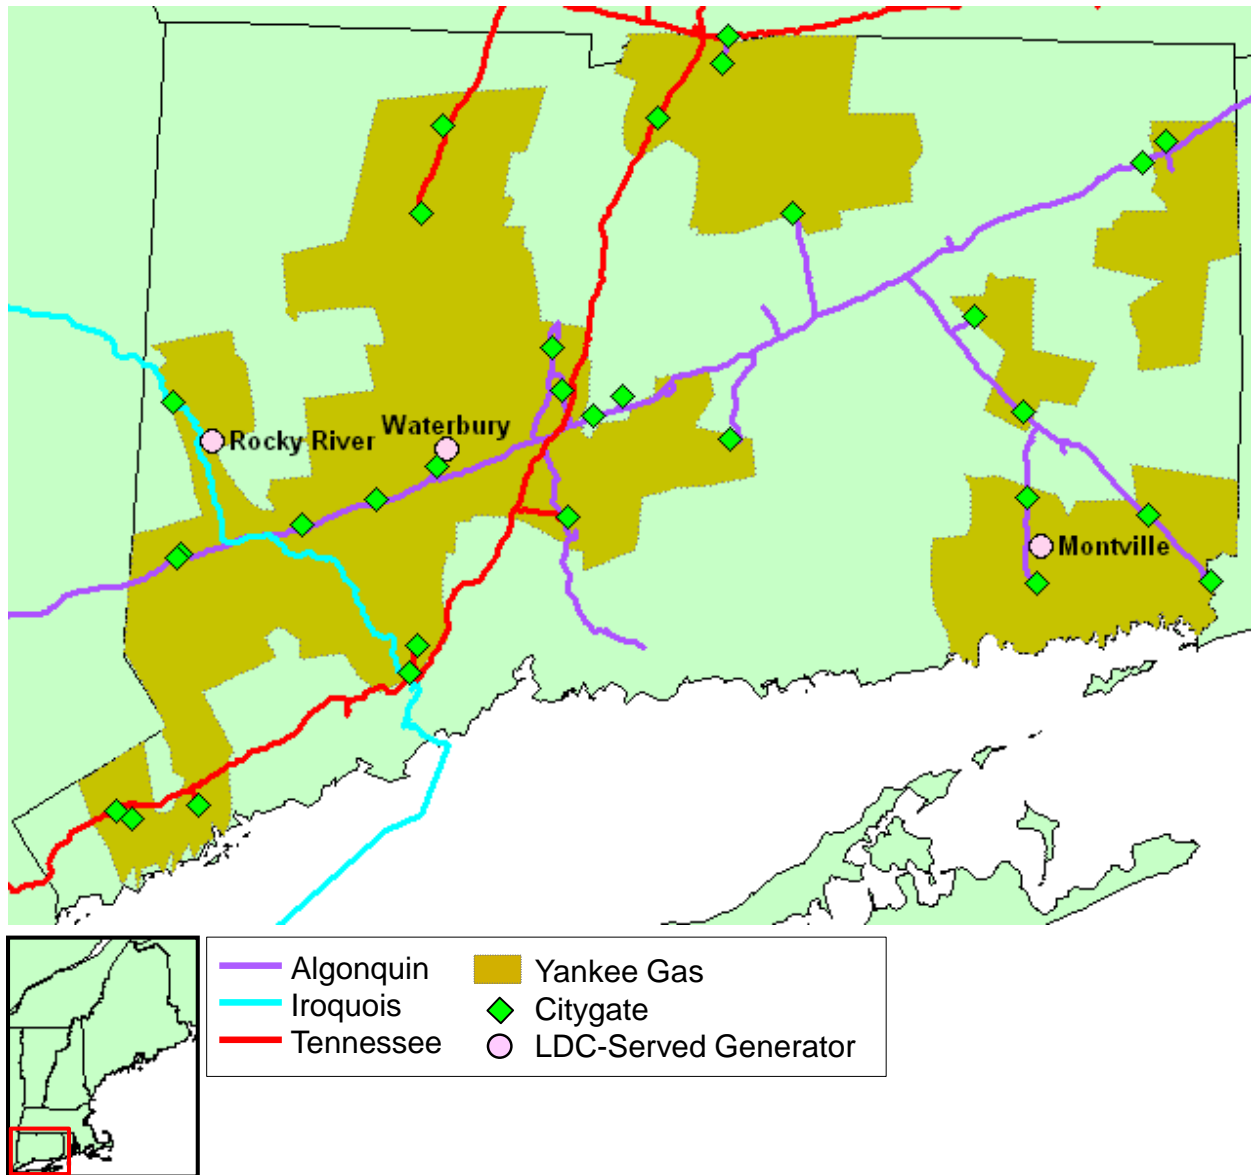 Waterbury
Rocky River
Montville
Algonquin
Iroquois
Tennessee
Yankee Gas
Citygate
LDC-Served Generator